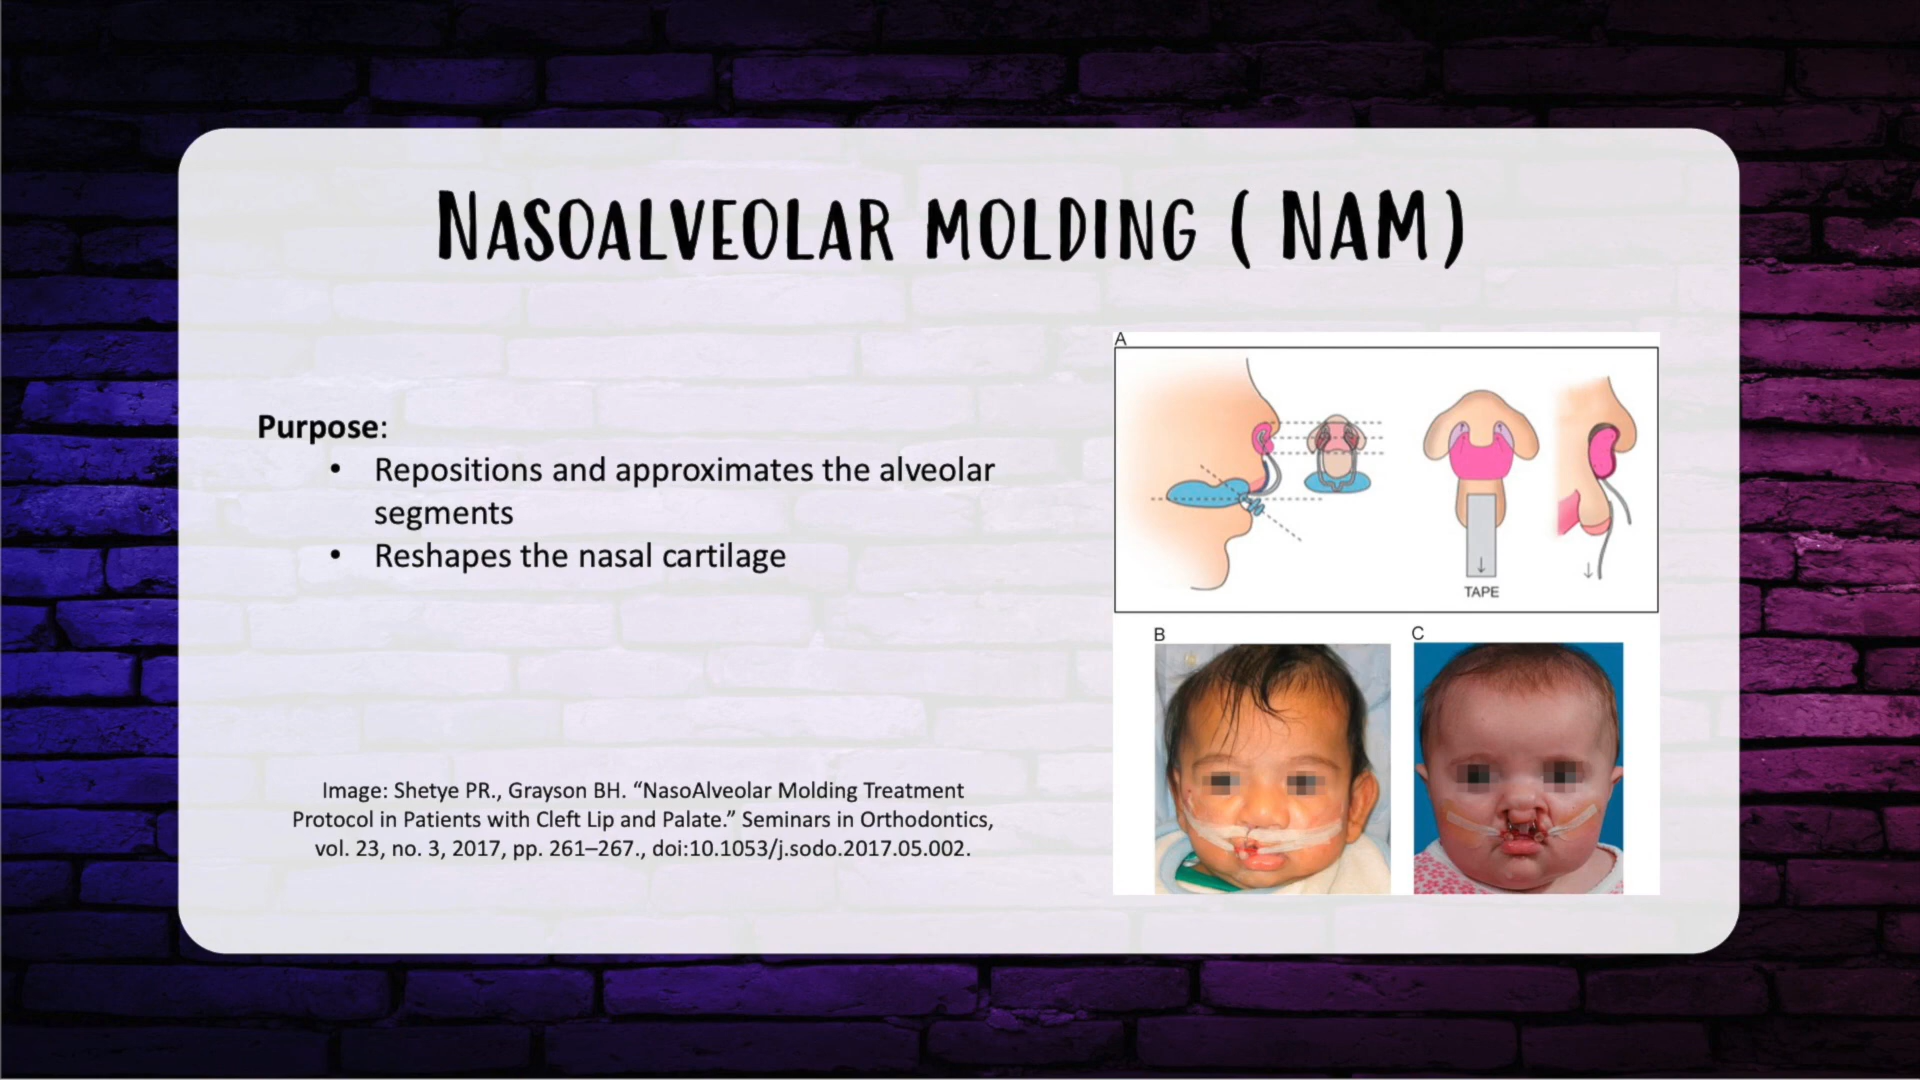 NASOALVEOLAR MOLDING ( NAM)
Purpose:
• Repositions and approximates the alveolar
segments
• Reshapes the nasal cartilage
Image: Shetye PR., Grayson BH. “NasoAlveolar Molding Treatment
Protocol in Patients with Cleft Lip and Palate.” Seminars in Orthodontics,
vol. 23, no. 3, 2017, pp. 261–267., doi:10.1053/j.sodo.2017.05.002.
A
TAPE
B
C